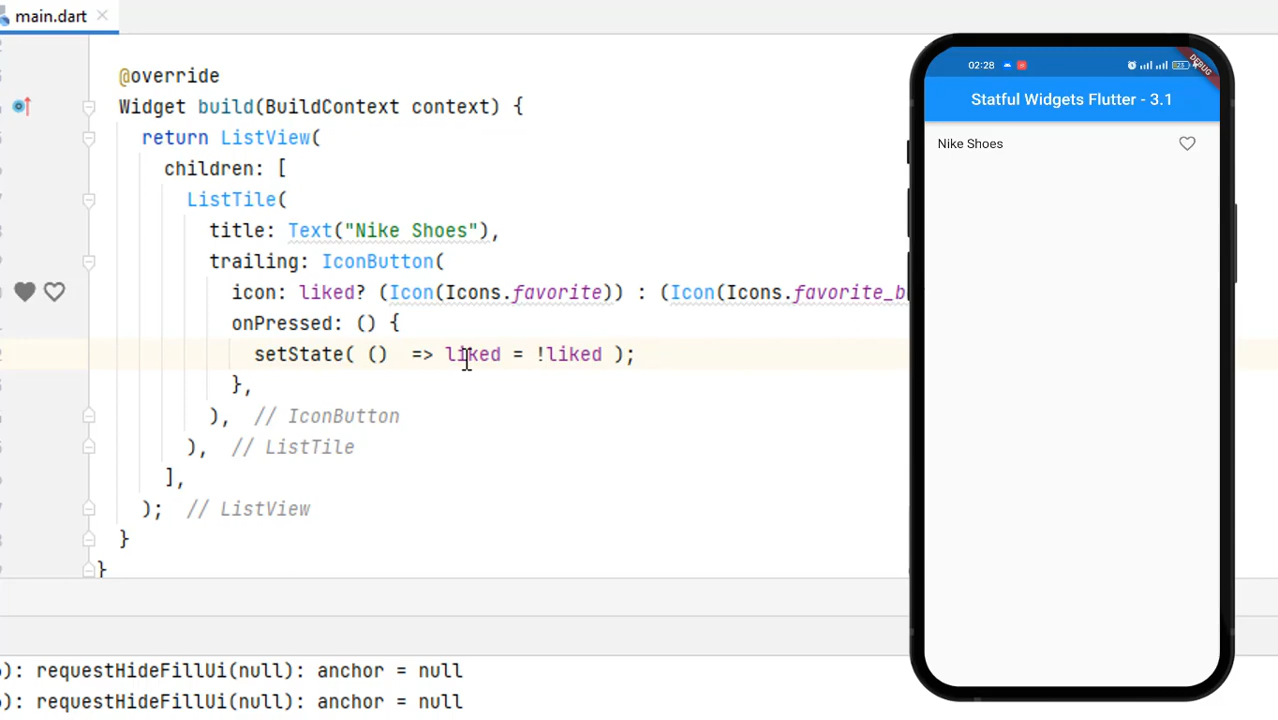 main.dart
@override
Widget build(BuildContext context) {
return ListView(
children: [
ListTile(
title: Text("Nike Shoes"),
trailing: IconButton(
icon: liked? (Icon(Icons.favorite)) : (Icon(Icons.favorite_b
onPressed: () {
setState( () => liked = !liked );
},
), // IconButton
), // ListTile
],
); // ListView
}
}
): requestHideFillUi(null): anchor = null
): requestHideFillUi(null): anchor = null
02:28
DEBUG
Statful Widgets Flutter - 3.1
Nike Shoes